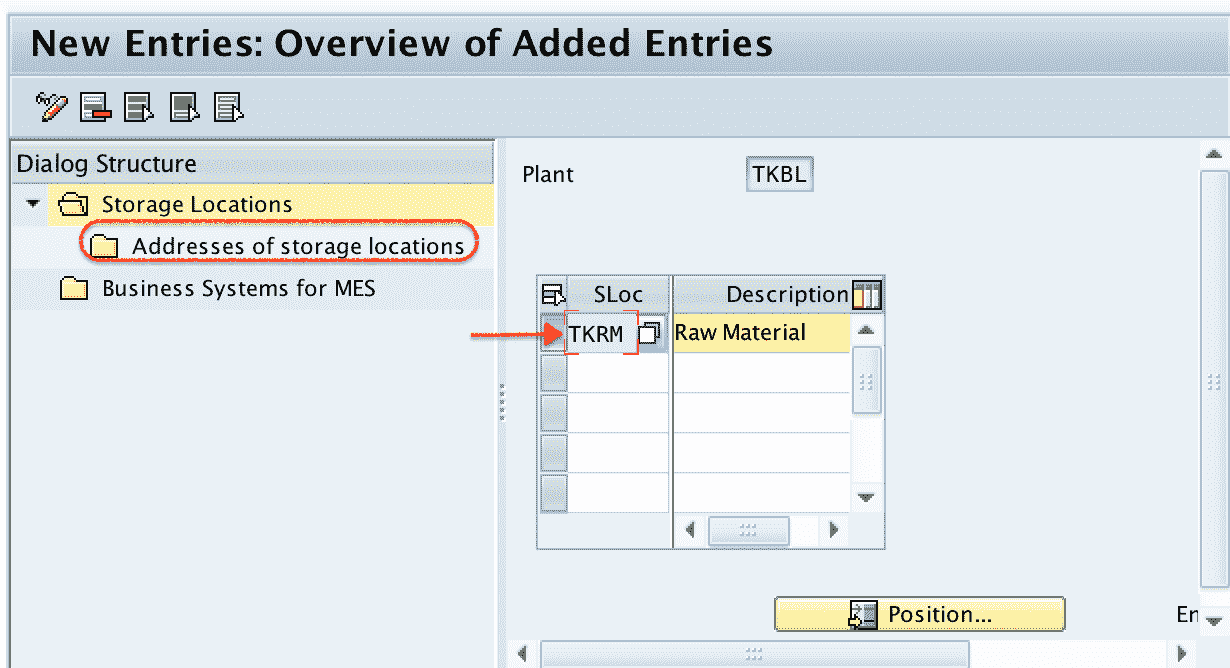 New Entries: Overview of Added Entries
Dialog Structure
Storage Locations
Addresses of storage locations
Business Systems for MES
Plant TKBL
SLoc Description
TKRM Raw Material
Position...
En